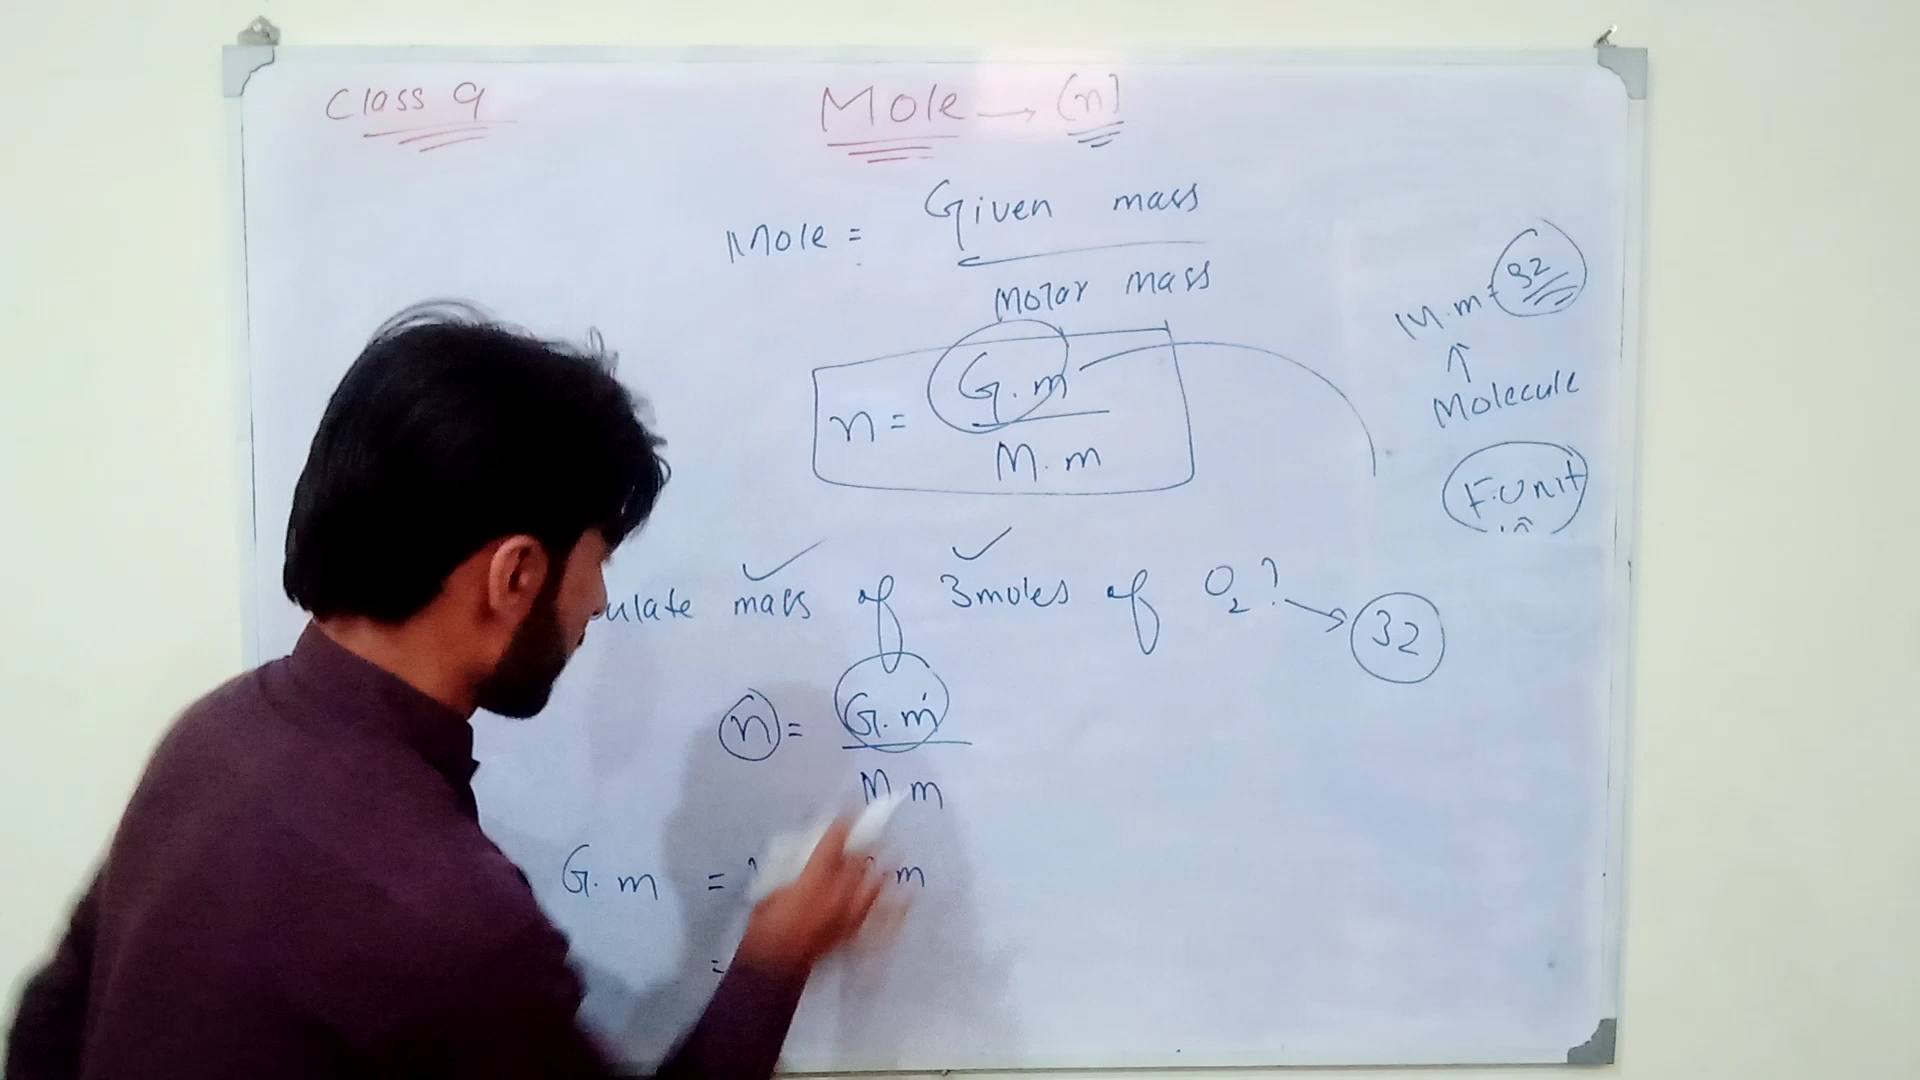 Class 9
Mole → (n)
Mole = Given mass
Molar mass
n = G.m
M.m
M.m = 32
↑
Molecule
F.Unit
ulate mass of 3moles of O₂? → 32
n = G.m
M.m
G.m = m
=